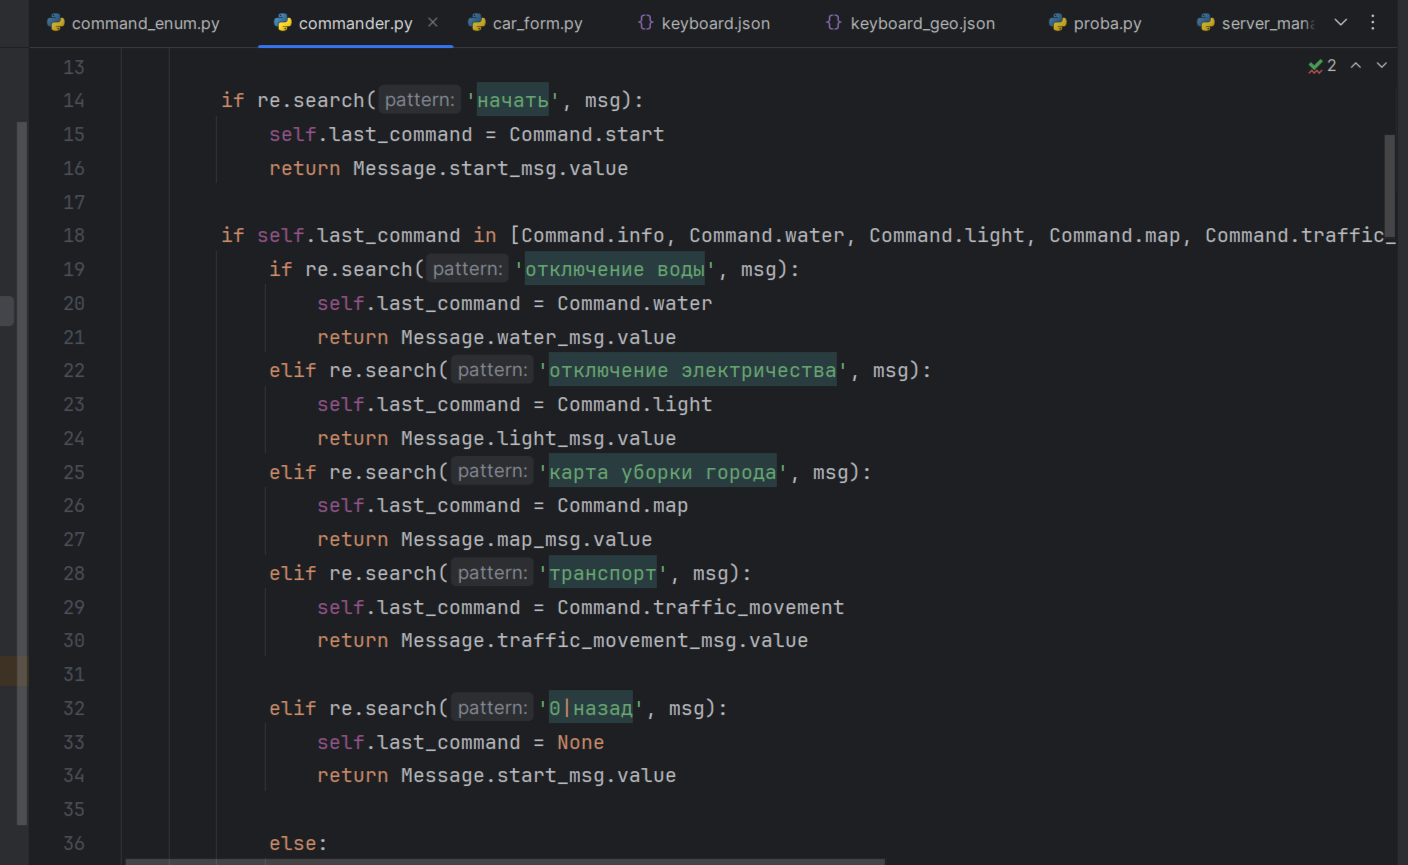 command_enum.py commander.py car_form.py {} keyboard.json {} keyboard_geo.json proba.py server_mana
2
13
14 if re.search( pattern: 'начать', msg):
15 self.last_command = Command.start
16 return Message.start_msg.value
17
18 if self.last_command in [Command.info, Command.water, Command.light, Command.map, Command.traffic_
19 if re.search( pattern: 'отключение воды', msg):
20 self.last_command = Command.water
21 return Message.water_msg.value
22 elif re.search( pattern: 'отключение электричества', msg):
23 self.last_command = Command.light
24 return Message.light_msg.value
25 elif re.search( pattern: 'карта уборки города', msg):
26 self.last_command = Command.map
27 return Message.map_msg.value
28 elif re.search( pattern: 'транспорт', msg):
29 self.last_command = Command.traffic_movement
30 return Message.traffic_movement_msg.value
31
32 elif re.search( pattern: '0|назад', msg):
33 self.last_command = None
34 return Message.start_msg.value
35
36 else: